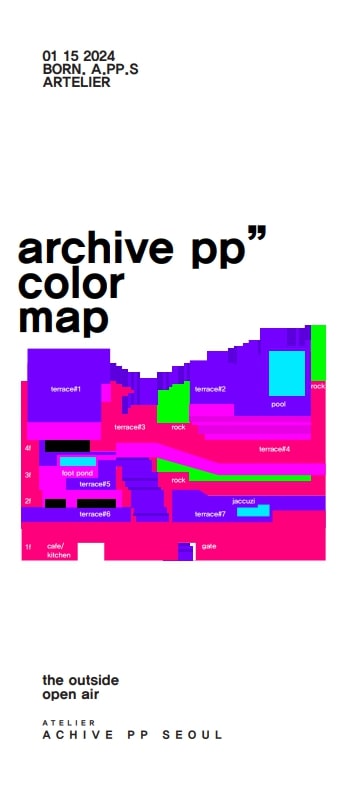 01 15 2024
BORN. A.PP.S
ARTELIER
archive pp”
color
map
terrace#1
terrace#2
rock
pool
terrace#3
rock
terrace#4
4f
3f
foot pond
rock
terrace#5
2f
jaccuzi
terrace#6
terrace#7
1f
cafe/
kitchen
gate
the outside
open air
ATELIER
ACHIVE PP SEOUL